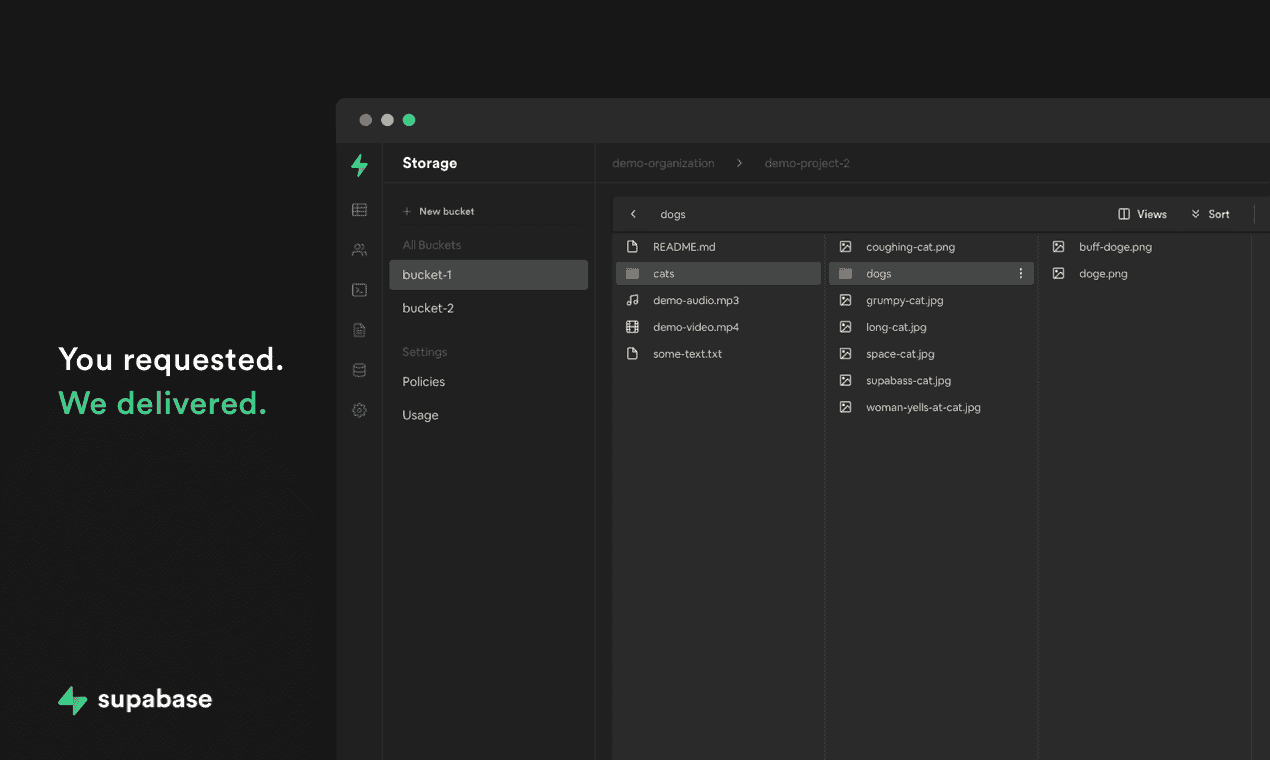 You requested.
We delivered.
supabase
Storage
New bucket
All Buckets
bucket-1
bucket-2
Settings
Policies
Usage
demo-organization > demo-project-2
dogs
Views
Sort
README.md
cats
demo-audio.mp3
demo-video.mp4
some-text.txt
coughing-cat.png
dogs
grumpy-cat.jpg
long-cat.jpg
space-cat.jpg
supabass-cat.jpg
woman-yells-at-cat.jpg
buff-doge.png
doge.png